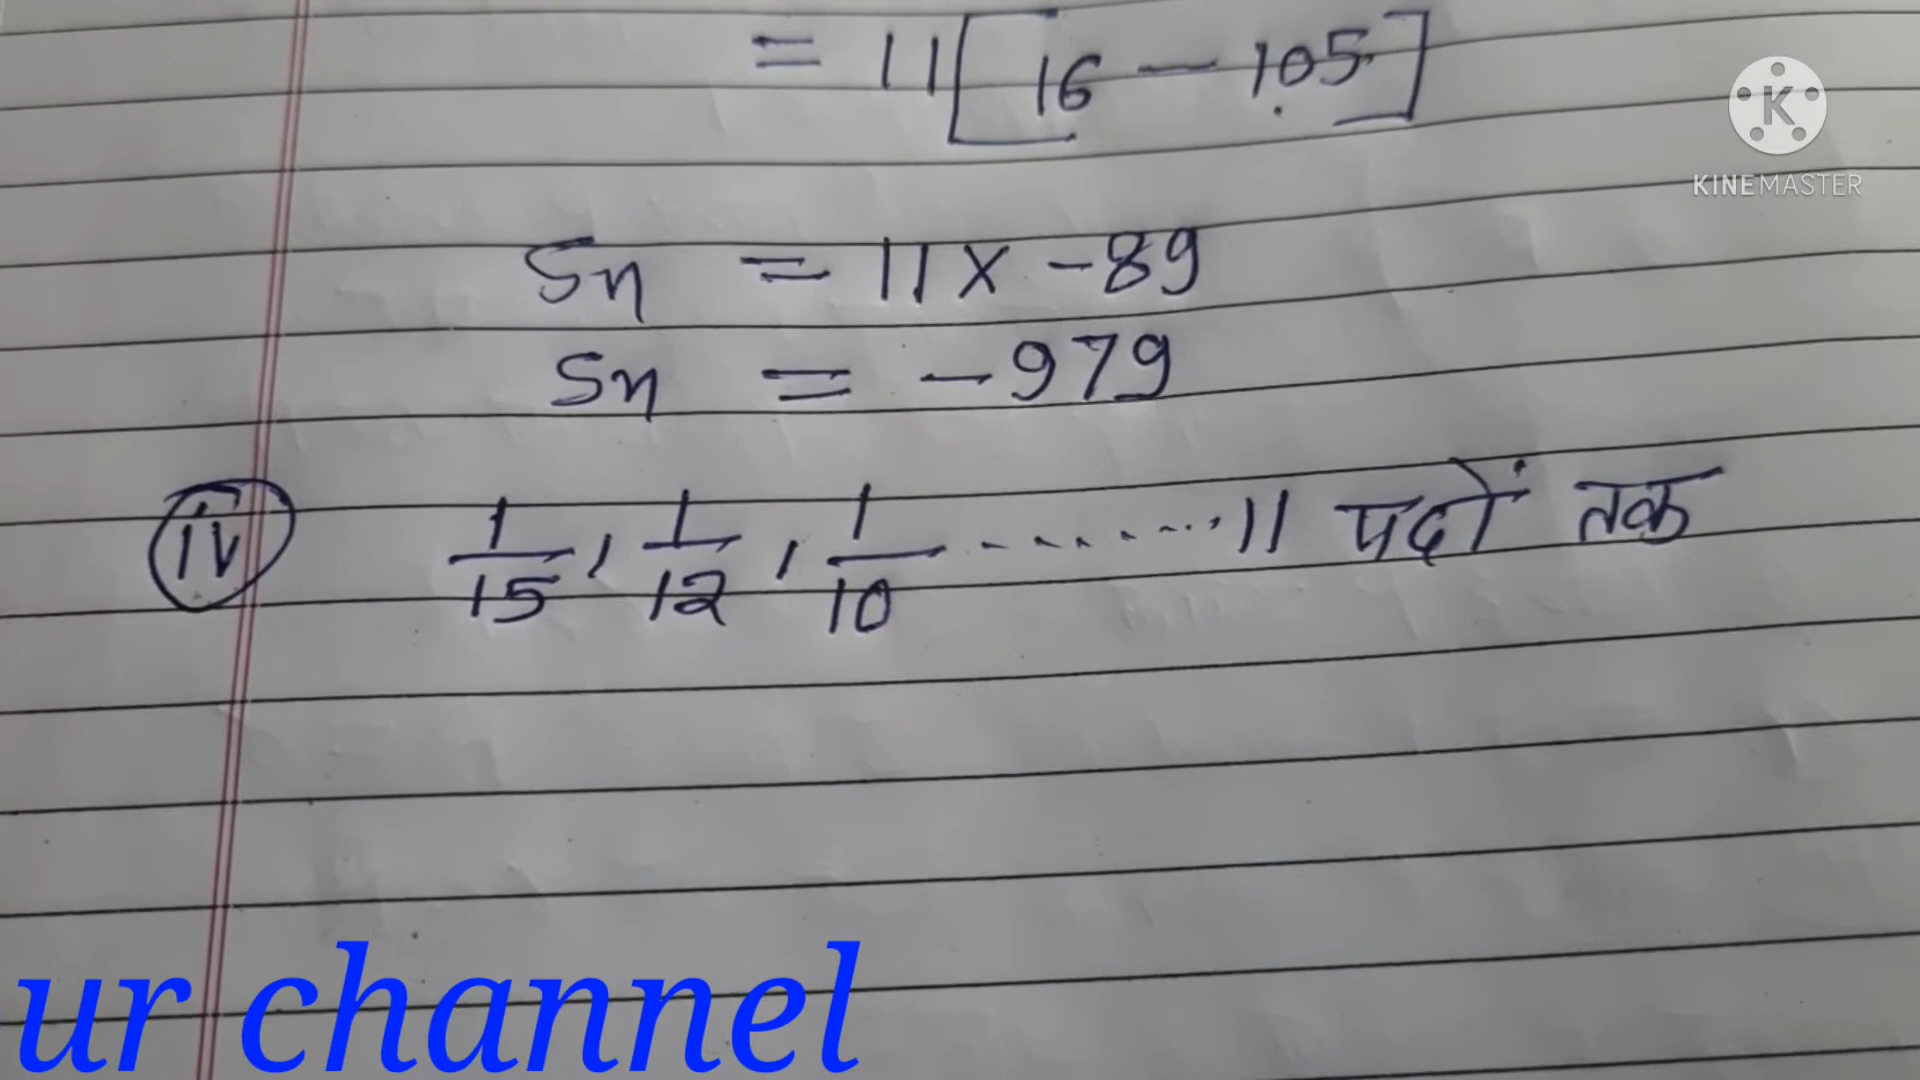 = 11[16 - 105]
KINEMASTER
Sn = 11 x -89
Sn = -979
(iv) 1/15, 1/12, 1/10 ........ 11 पदों तक
ur channel